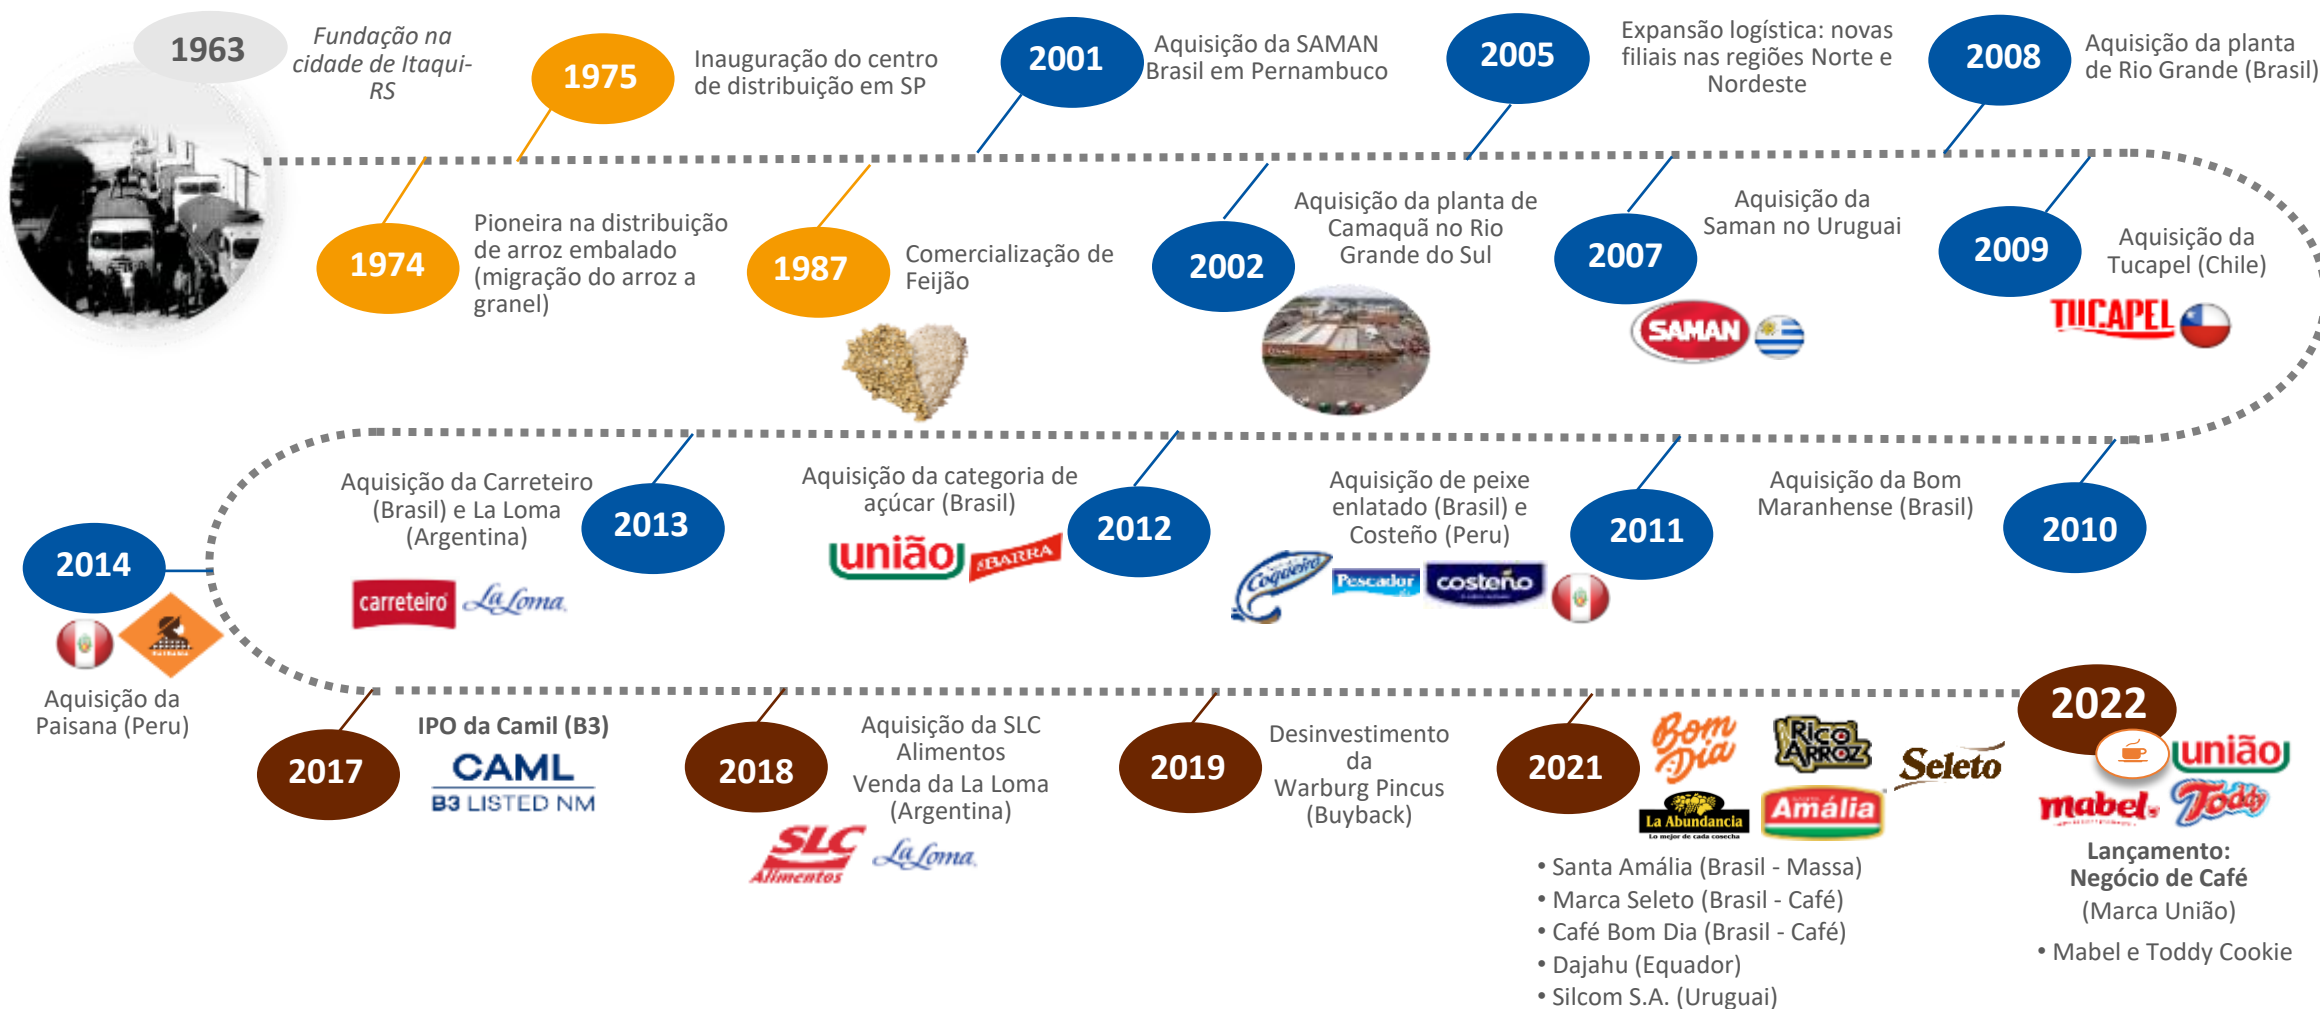 1963
Fundação na
cidade de Itaqui-
RS
1975
Inauguração do centro
de distribuição em SP
2001
Aquisição da SAMAN
Brasil em Pernambuco
2005
Expansão logística: novas
filiais nas regiões Norte e
Nordeste
2008
Aquisição da planta
de Rio Grande (Brasil)
1974
Pioneira na distribuição
de arroz embalado
(migração do arroz a
granel)
1987
Comercialização de
Feijão
2002
Aquisição da planta de
Camaquã no Rio
Grande do Sul
2007
Aquisição da
Saman no Uruguai
SAMAN
2009
Aquisição da
Tucapel (Chile)
TUCAPEL
2010
Aquisição da Bom
Maranhense (Brasil)
2011
Aquisição de peixe
enlatado (Brasil) e
Costeño (Peru)
Coqueiro
Pescador
costeño
2012
Aquisição da categoria de
açúcar (Brasil)
união
BARRA
2013
Aquisição da Carreteiro
(Brasil) e La Loma
(Argentina)
carreteiro
La Loma
2014
Aquisição da
Paisana (Peru)
2017
IPO da Camil (B3)
CAML
B3 LISTED NM
2018
Aquisição da SLC
Alimentos
Venda da La Loma
(Argentina)
SLC
Alimentos
La Loma
2019
Desinvestimento
da
Warburg Pincus
(Buyback)
2021
Bom
Dia
Rico
ARROZ
Seleto
La Abundancia
Lo mejor de cada cosecha
Amália
• Santa Amália (Brasil - Massa)
• Marca Seleto (Brasil - Café)
• Café Bom Dia (Brasil - Café)
• Dajahu (Equador)
• Silcom S.A. (Uruguai)
2022
união
mabel
Toddy
Lançamento:
Negócio de Café
(Marca União)
• Mabel e Toddy Cookie